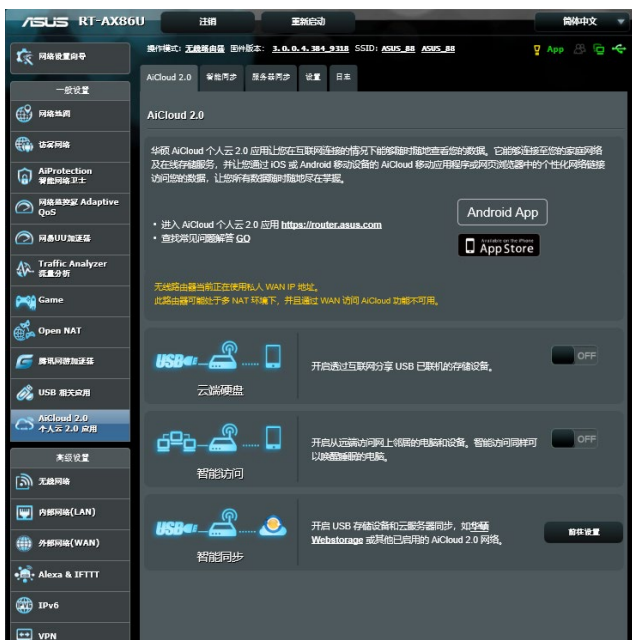 ASUS RT-AX86U 注销 重新启动 简体中文
操作模式: 无线路由器 固件版本: 3.0.0.4.384_9318 SSID: ASUS_88 ASUS_88 App
网络设置向导
AiCloud 2.0 智能同步 服务器同步 设置 日志
一般设置
网络地图
访客网络
AiProtection
智能网络卫士
网络监控家 Adaptive
QoS
网易UU加速器
Traffic Analyzer
流量分析
Game
Open NAT
腾讯网游加速器
USB 相关应用
AiCloud 2.0
个人云 2.0 应用
高级设置
无线网络
内部网络(LAN)
外部网络(WAN)
Alexa & IFTTT
IPv6
VPN
AiCloud 2.0
华硕 AiCloud 个人云 2.0 应用让您在互联网连接的情况下能够随时随地查看您的数据。它能够连接至您的家庭网络
及在线存储服务,并让您通过 iOS 或 Android 移动设备的 AiCloud 移动应用程序或网页浏览器中的个性化网络链接
访问您的数据,让您所有数据随时随地尽在掌握。
• 进入 AiCloud 个人云 2.0 应用 https://router.asus.com
• 查找常见问题解答 GO
Android App
Available on the iPhone
App Store
无线路由器当前正在使用私人 WAN IP 地址。
此路由器可能处于多 NAT 环境下,并且通过 WAN 访问 AiCloud 功能不可用。
USB
云端硬盘
开启透过互联网分享 USB 已联机的存储设备。
OFF
智能访问
开启从远端访问网上邻居的电脑和设备。智能访问同样可
以唤醒睡眠的电脑。
OFF
USB
智能同步
开启 USB 存储设备和云服务器同步,如华硕
Webstorage 或其他已启用的 AiCloud 2.0 网络。
前往设置